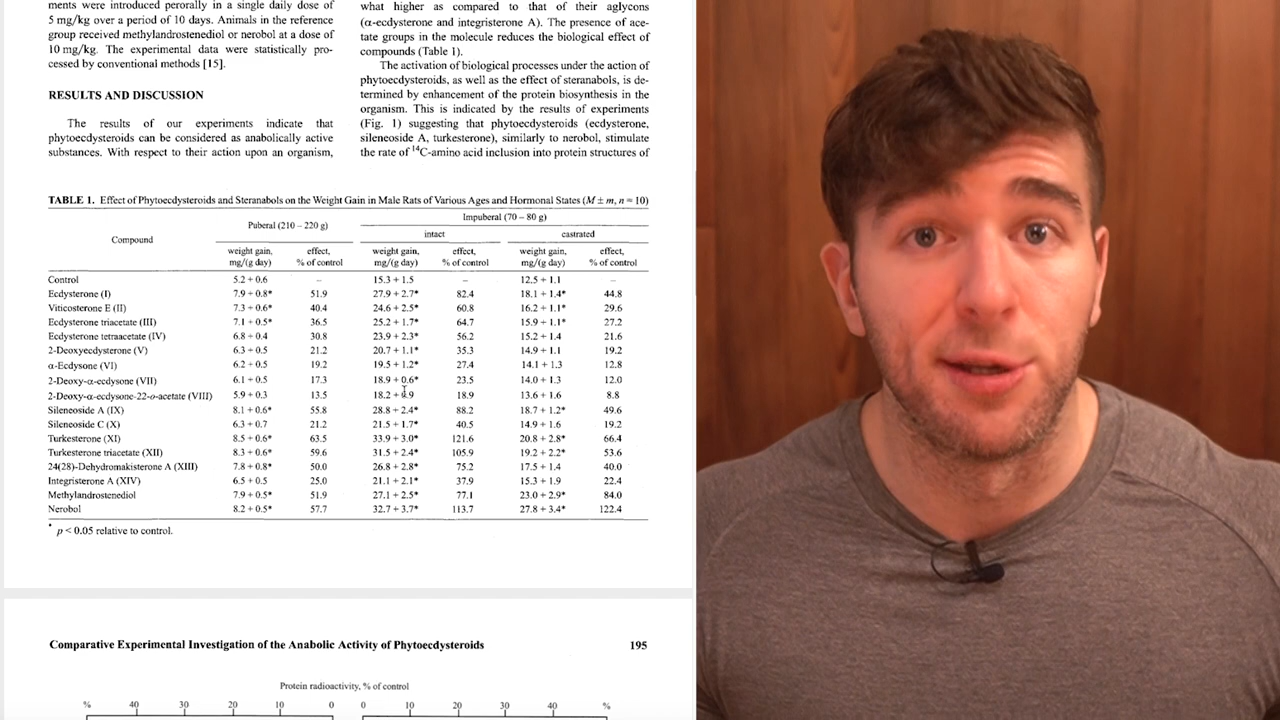 ments were introduced perorally in a single daily dose of
5 mg/kg over a period of 10 days. Animals in the reference
group received methylandrostenediol or nerobol at a dose of
10 mg/kg. The experimental data were statistically pro-
cessed by conventional methods [15].
RESULTS AND DISCUSSION
The results of our experiments indicate that
phytoecdysteroids can be considered as anabolically active
substances. With respect to their action upon an organism,
what higher as compared to that of their aglycons
(α-ecdysterone and integristerone A). The presence of ace-
tate groups in the molecule reduces the biological effect of
compounds (Table 1).
The activation of biological processes under the action of
phytoecdysteroids, as well as the effect of steranabols, is de-
termined by enhancement of the protein biosynthesis in the
organism. This is indicated by the results of experiments
(Fig. 1) suggesting that phytoecdysteroids (ecdysterone,
sileneoside A, turkesterone), similarly to nerobol, stimulate
the rate of ¹⁴C-amino acid inclusion into protein structures of
TABLE 1. Effect of Phytoecdysteroids and Steranabols on the Weight Gain in Male Rats of Various Ages and Hormonal States (M ± m, n = 10)
Compound Puberal (210 – 220 g) Impuberal (70 – 80 g)
intact castrated
weight gain, mg/(g day) effect, % of control weight gain, mg/(g day) effect, % of control weight gain, mg/(g day) effect, % of control
Control 5.2 + 0.6 – 15.3 + 1.5 – 12.5 + 1.1 –
Ecdysterone (I) 7.9 + 0.8* 51.9 27.9 + 2.7* 82.4 18.1 + 1.4* 44.8
Viticosterone E (II) 7.3 + 0.6* 40.4 24.6 + 2.5* 60.8 16.2 + 1.1* 29.6
Ecdysterone triacetate (III) 7.1 + 0.5* 36.5 25.2 + 1.7* 64.7 15.9 + 1.1* 27.2
Ecdysterone tetraacetate (IV) 6.8 + 0.4 30.8 23.9 + 2.3* 56.2 15.2 + 1.4 21.6
2-Deoxyecdysterone (V) 6.3 + 0.5 21.2 20.7 + 1.1* 35.3 14.9 + 1.1 19.2
α-Ecdysone (VI) 6.2 + 0.5 19.2 19.5 + 1.2* 27.4 14.1 + 1.3 12.8
2-Deoxy-α-ecdysone (VII) 6.1 + 0.5 17.3 18.9 + 0.6* 23.5 14.0 + 1.3 12.0
2-Deoxy-α-ecdysone-22-o-acetate (VIII) 5.9 + 0.3 13.5 18.2 + 18.9 13.6 + 1.6 8.8
Sileneoside A (IX) 8.1 + 0.6* 55.8 28.8 + 2.4* 88.2 18.7 + 1.2* 49.6
Sileneoside C (X) 6.3 + 0.7 21.2 21.5 + 1.7* 40.5 14.9 + 1.6 19.2
Turkesterone (XI) 8.5 + 0.6* 63.5 33.9 + 3.0* 121.6 20.8 + 2.8* 66.4
Turkesterone triacetate (XII) 8.3 + 0.6* 59.6 31.5 + 2.4* 105.9 19.2 + 2.2* 53.6
24(28)-Dehydromakisterone A (XIII) 7.8 + 0.8* 50.0 26.8 + 2.8* 75.2 17.5 + 1.4 40.0
Integristerone A (XIV) 6.5 + 0.5 25.0 21.1 + 2.1* 37.9 15.3 + 1.9 22.4
Methylandrostenediol 7.9 + 0.5* 51.9 27.1 + 2.5* 77.1 23.0 + 2.9* 84.0
Nerobol 8.2 + 0.5* 57.7 32.7 + 3.7* 113.7 27.8 + 3.4* 122.4
* p < 0.05 relative to control.
Comparative Experimental Investigation of the Anabolic Activity of Phytoecdysteroids 195
Protein radioactivity, % of control
% 40 30 20 10 0 0 10 20 30 40 %